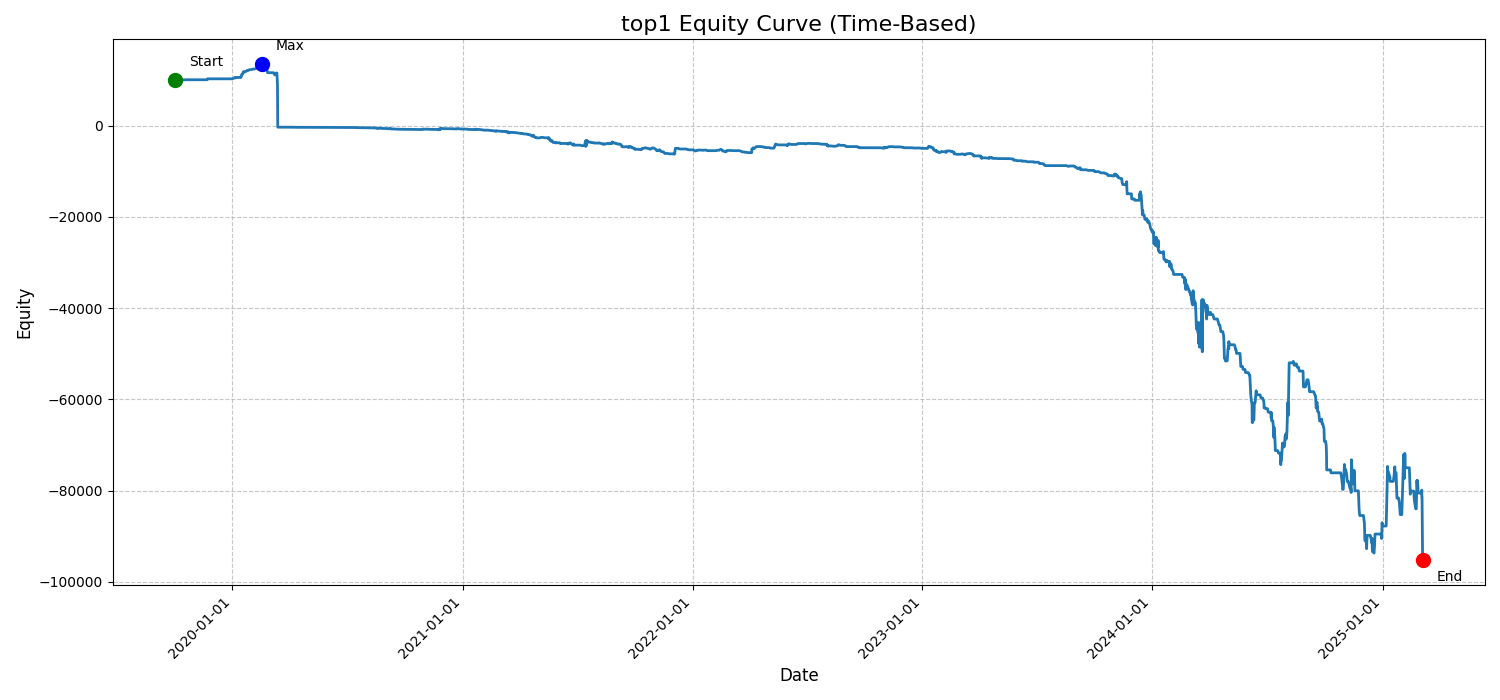 top1 Equity Curve (Time-Based)
Start
Max
0
−20000
−40000
−60000
−80000
−100000
Equity
End
2020-01-01
2021-01-01
2022-01-01
2023-01-01
2024-01-01
2025-01-01
Date